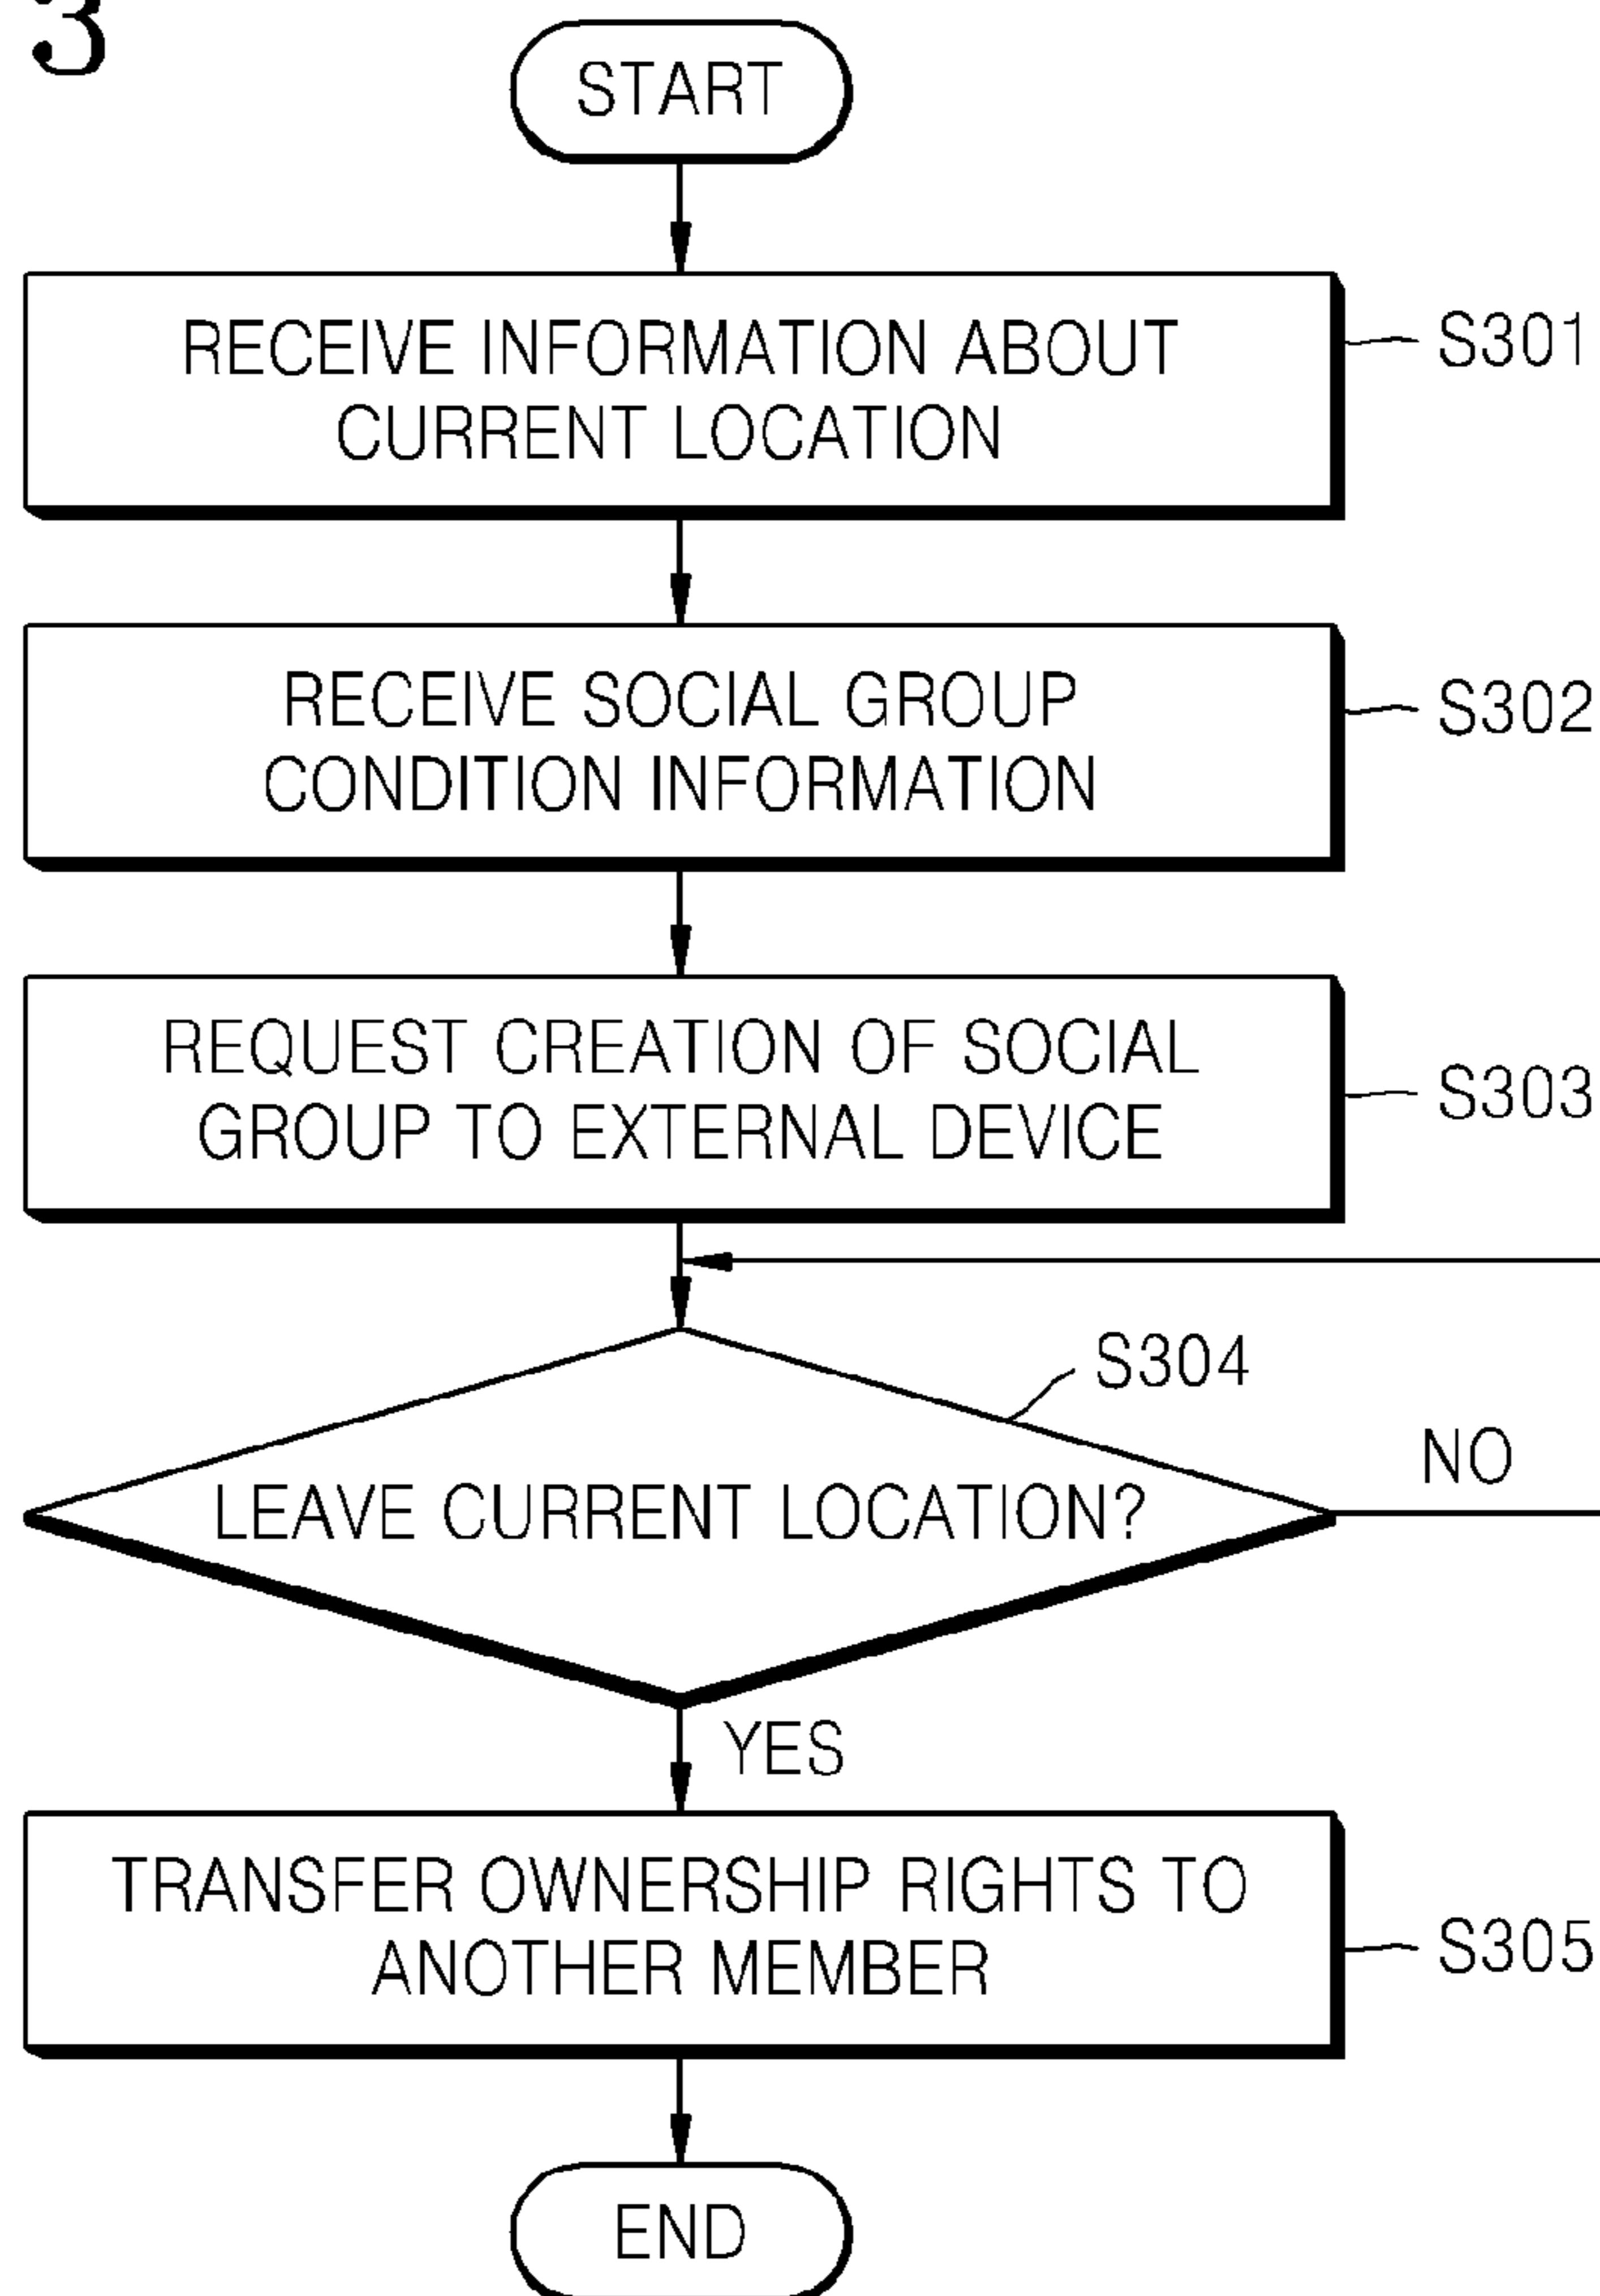 3
START
RECEIVE INFORMATION ABOUT
CURRENT LOCATION
S301
RECEIVE SOCIAL GROUP
CONDITION INFORMATION
S302
REQUEST CREATION OF SOCIAL
GROUP TO EXTERNAL DEVICE
S303
S304
LEAVE CURRENT LOCATION?
NO
YES
TRANSFER OWNERSHIP RIGHTS TO
ANOTHER MEMBER
S305
END